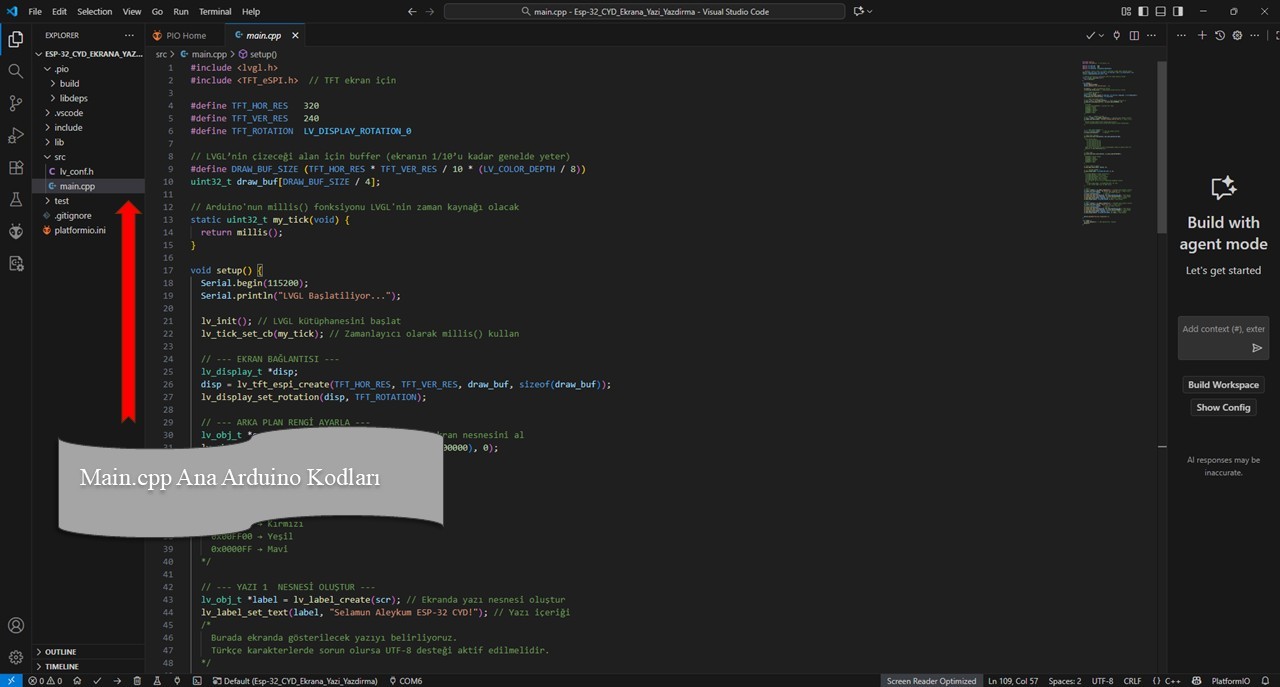 File Edit Selection View Go Run Terminal Help
main.cpp - Esp-32_CYD_Ekrana_Yazi_Yazdirma - Visual Studio Code
EXPLORER
ESP-32_CYD_EKRANA_YAZ...
.pio
build
libdeps
.vscode
include
lib
src
lv_conf.h
main.cpp
test
.gitignore
platformio.ini
OUTLINE
TIMELINE
PIO Home
main.cpp
src > main.cpp > setup()
1 #include <lvgl.h>
2 #include <TFT_eSPI.h> // TFT ekran için
3
4 #define TFT_HOR_RES 320
5 #define TFT_VER_RES 240
6 #define TFT_ROTATION LV_DISPLAY_ROTATION_0
7
8 // LVGL’nin çizeceği alan için buffer (ekranın 1/10’u kadar genelde yeter)
9 #define DRAW_BUF_SIZE (TFT_HOR_RES * TFT_VER_RES / 10 * (LV_COLOR_DEPTH / 8))
10 uint32_t draw_buf[DRAW_BUF_SIZE / 4];
11
12 // Arduino'nun millis() fonksiyonu LVGL’nin zaman kaynağı olacak
13 static uint32_t my_tick(void) {
14 return millis();
15 }
16
17 void setup() {
18 Serial.begin(115200);
19 Serial.println("LVGL Başlatiliyor...");
20
21 lv_init(); // LVGL kütüphanesini başlat
22 lv_tick_set_cb(my_tick); // Zamanlayıcı olarak millis() kullan
23
24 // --- EKRAN BAĞLANTISI ---
25 lv_display_t *disp;
26 disp = lv_tft_espi_create(TFT_HOR_RES, TFT_VER_RES, draw_buf, sizeof(draw_buf));
27 lv_display_set_rotation(disp, TFT_ROTATION);
28
29 // --- ARKA PLAN RENGİ AYARLA ---
30 lv_obj_t nesnesini al
00000), 0);
Main.cpp Ana Arduino Kodları
→ Kırmızı
0x00FF00 → Yeşil
39 0x0000FF → Mavi
40 */
41
42 // --- YAZI 1 NESNESİ OLUŞTUR ---
43 lv_obj_t *label = lv_label_create(scr); // Ekranda yazı nesnesi oluştur
44 lv_label_set_text(label, "Selamun Aleykum ESP-32 CYD!"); // Yazı içeriği
45 /*
46 Burada ekranda gösterilecek yazıyı belirliyoruz.
47 Türkçe karakterlerde sorun olursa UTF-8 desteği aktif edilmelidir.
48 */
Build with
agent mode
Let's get started
Add context (#), exter
Build Workspace
Show Config
AI responses may be
inaccurate.
0 0 Default (Esp-32_CYD_Ekrana_Yazi_Yazdirma) COM6 Screen Reader Optimized Ln 109, Col 57 Spaces: 2 UTF-8 CRLF {} C++ PlatformIO